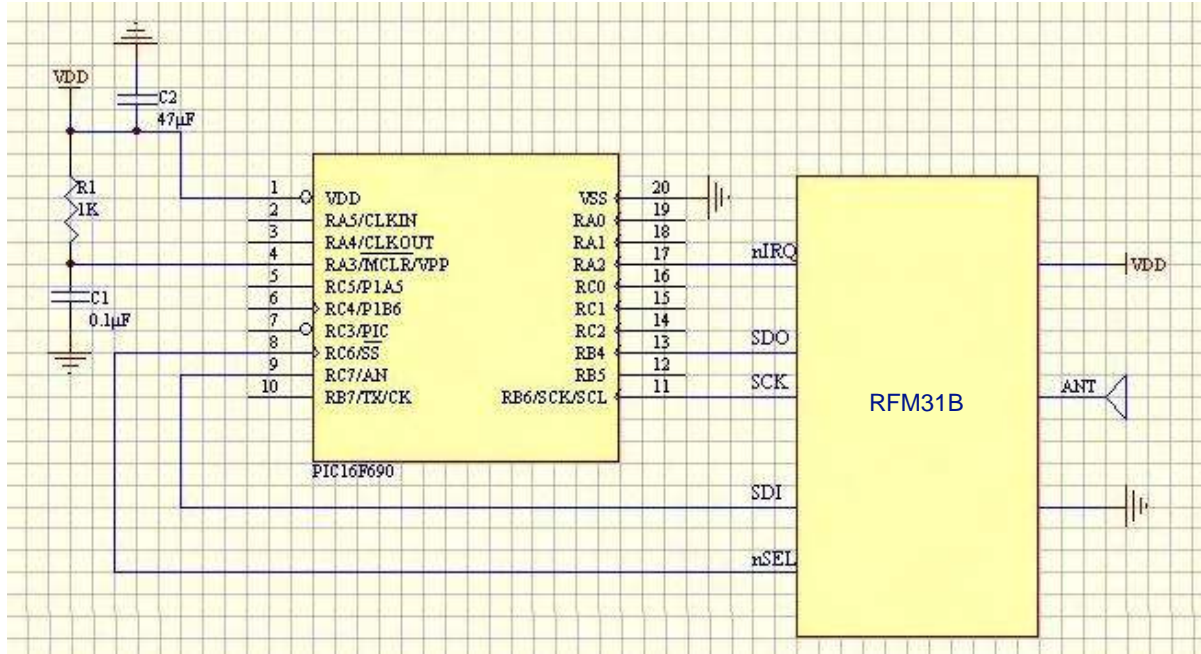 VDD
C2
47µF
R1
1K
C1
0.1µF
1 VDD
2 RA5/CLKIN
3 RA4/CLKOUT
4 RA3/MCLR/VPP
5 RC5/P1A5
6 RC4/P1B6
7 RC3/PIC
8 RC6/SS
9 RC7/AN
10 RB7/TX/CK
VSS 20
RA0 19
RA1 18
RA2 17
RC0 16
RC1 15
RC2 14
RB4 13
RB5 12
RB6/SCK/SCL 11
PIC16F690
nIRQ
SDO
SCK
SDI
nSEL
RFM31B
VDD
ANT